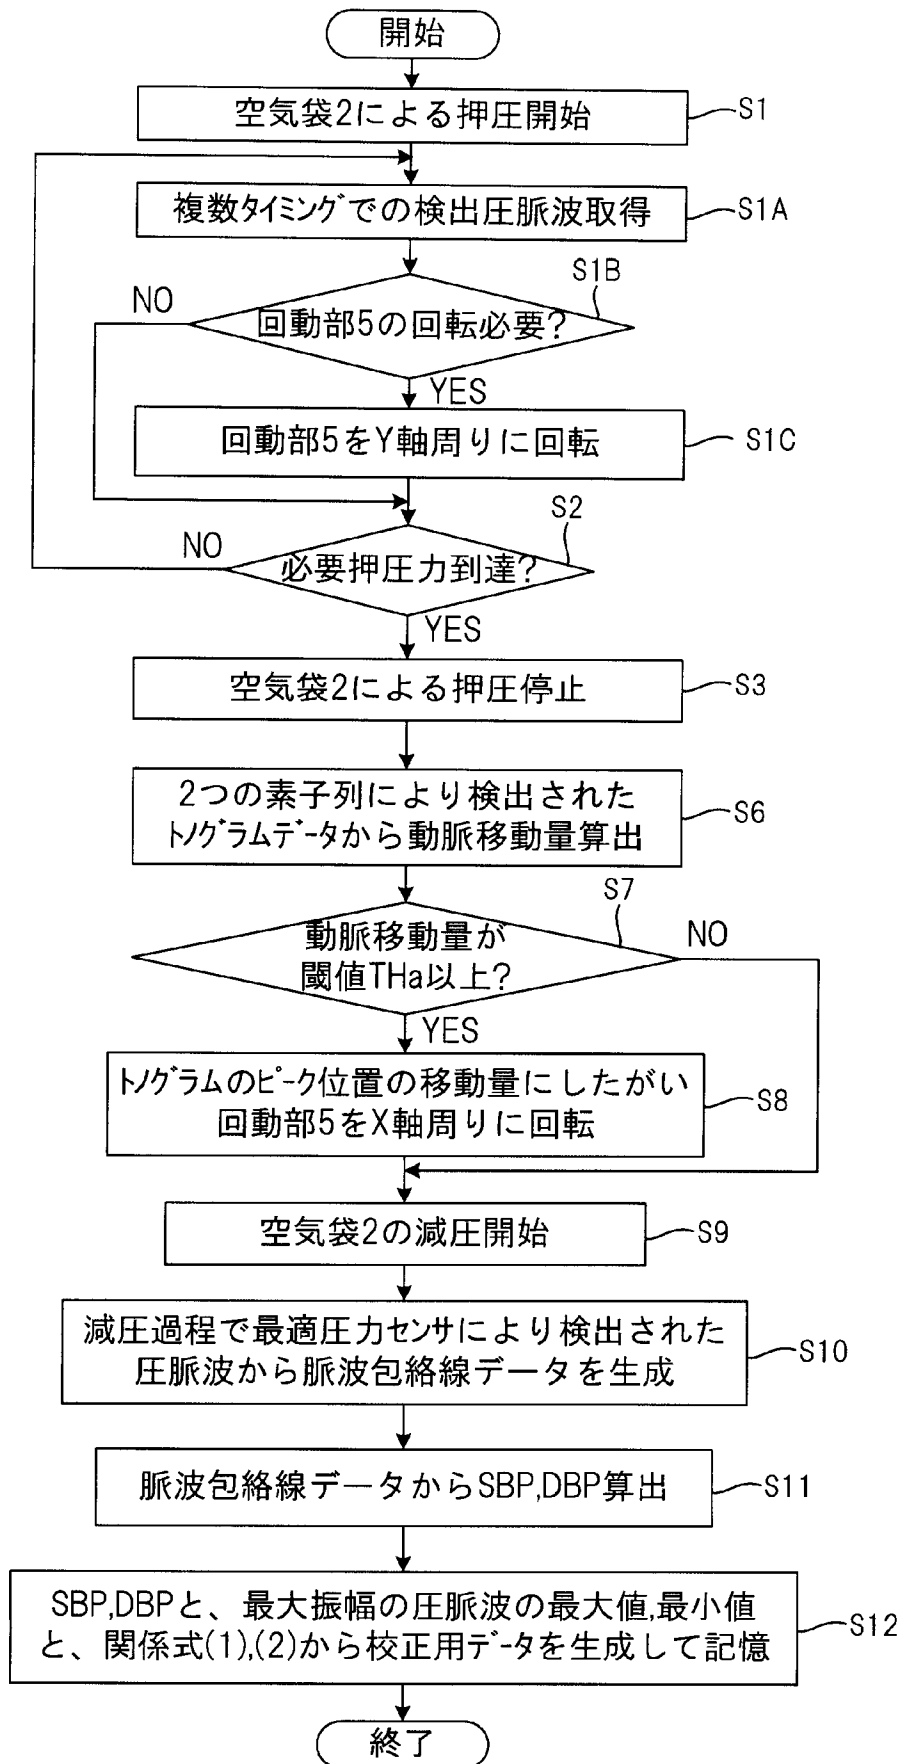 開始
空気袋2による押圧開始
S1
複数タイミングでの検出圧脈波取得
S1A
S1B
NO
回動部5の回転必要?
YES
回動部5をY軸周りに回転
S1C
S2
NO
必要押圧力到達?
YES
空気袋2による押圧停止
S3
2つの素子列により検出された
トノグラムデータから動脈移動量算出
S6
S7
動脈移動量が
閾値THa以上?
NO
YES
トノグラムのピーク位置の移動量にしたがい
回動部5をX軸周りに回転
S8
空気袋2の減圧開始
S9
減圧過程で最適圧力センサにより検出された
圧脈波から脈波包絡線データを生成
S10
脈波包絡線データからSBP,DBP算出
S11
SBP,DBPと、最大振幅の圧脈波の最大値,最小値
と、関係式(1),(2)から校正用データを生成して記憶
S12
終了